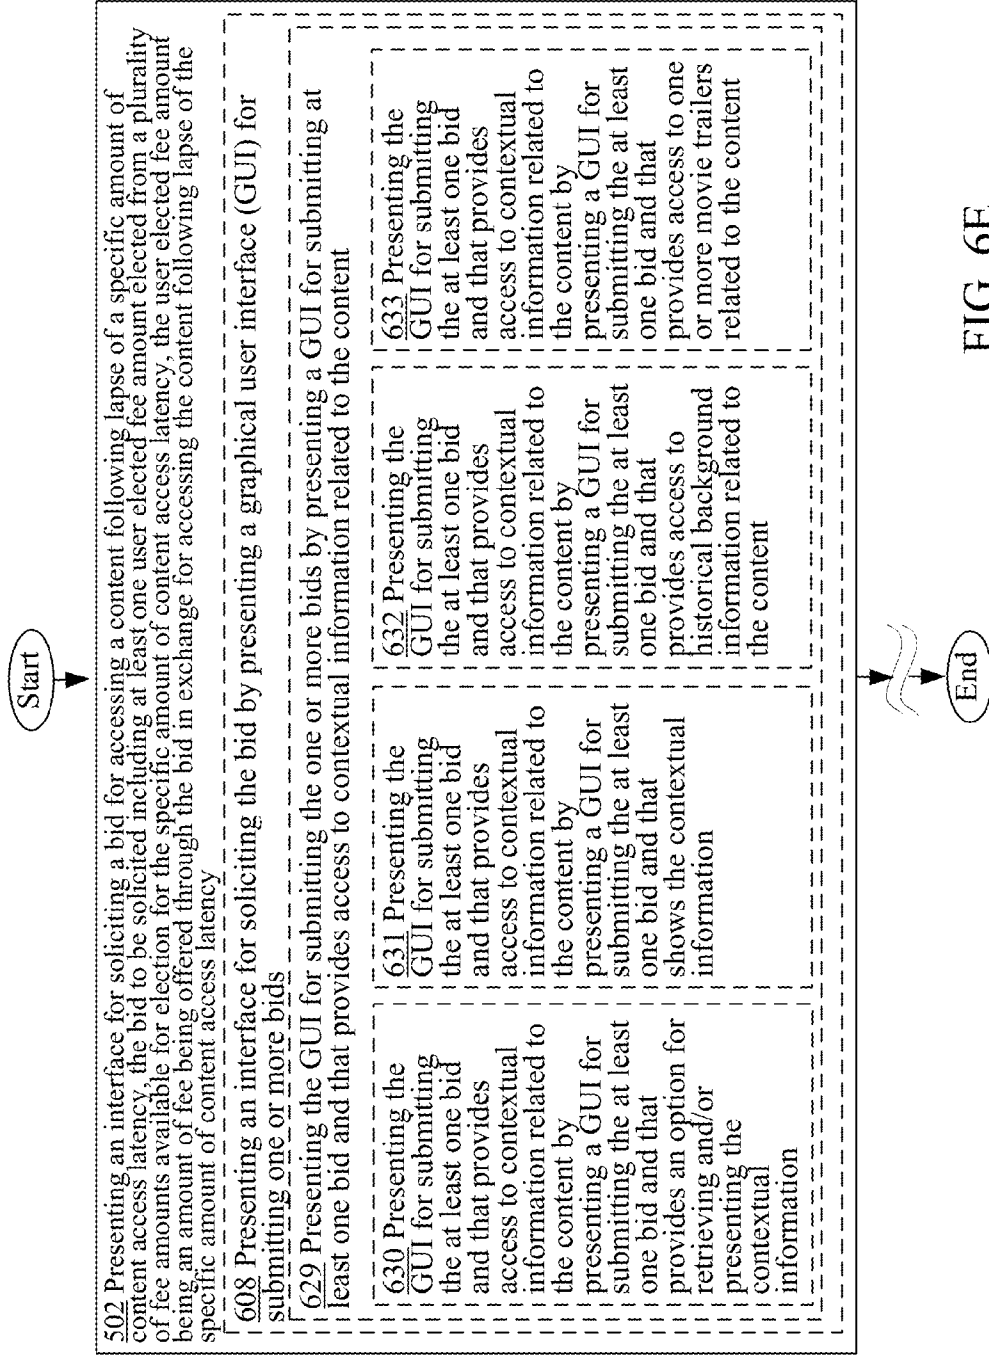 Start
502 Presenting an interface for soliciting a bid for accessing a content following lapse of a specific amount of
content access latency, the bid to be solicited including at least one user elected fee amount elected from a plurality
of fee amounts available for election for the specific amount of content access latency, the user elected fee amount
being an amount of fee being offered through the bid in exchange for accessing the content following lapse of the
specific amount of content access latency
608 Presenting an interface for soliciting the bid by presenting a graphical user interface (GUI) for
submitting one or more bids
629 Presenting the GUI for submitting the one or more bids by presenting a GUI for submitting at
least one bid and that provides access to contextual information related to the content
630 Presenting the
GUI for submitting
the at least one bid
and that provides
access to contextual
information related to
the content by
presenting a GUI for
submitting the at least
one bid and that
provides an option for
retrieving and/or
presenting the
contextual
information
631 Presenting the
GUI for submitting
the at least one bid
and that provides
access to contextual
information related to
the content by
presenting a GUI for
submitting the at least
one bid and that
shows the contextual
information
632 Presenting the
GUI for submitting
the at least one bid
and that provides
access to contextual
information related to
the content by
presenting a GUI for
submitting the at least
one bid and that
provides access to
historical background
information related to
the content
633 Presenting the
GUI for submitting
the at least one bid
and that provides
access to contextual
information related to
the content by
presenting a GUI for
submitting the at least
one bid and that
provides access to one
or more movie trailers
related to the content
End
FIG. 6E